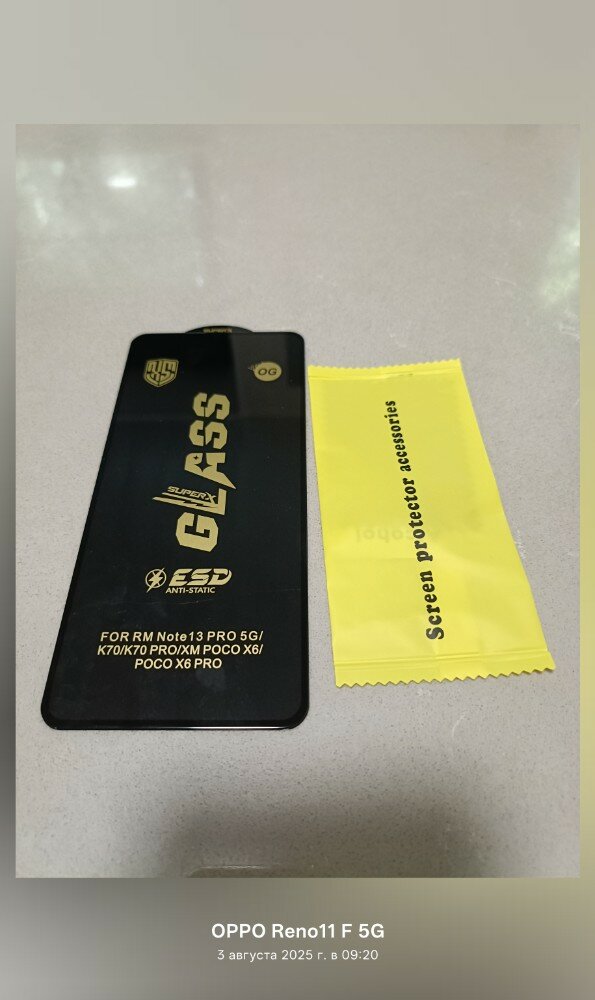 SUPER-X
OG
GLASS
SUPER-X
ESD
ANTI-STATIC
FOR RM Note13 PRO 5G/
K70/K70 PRO/XM POCO X6/
POCO X6 PRO
Screen protector accessories
OPPO Reno11 F 5G
3 августа 2025 г. в 09:20